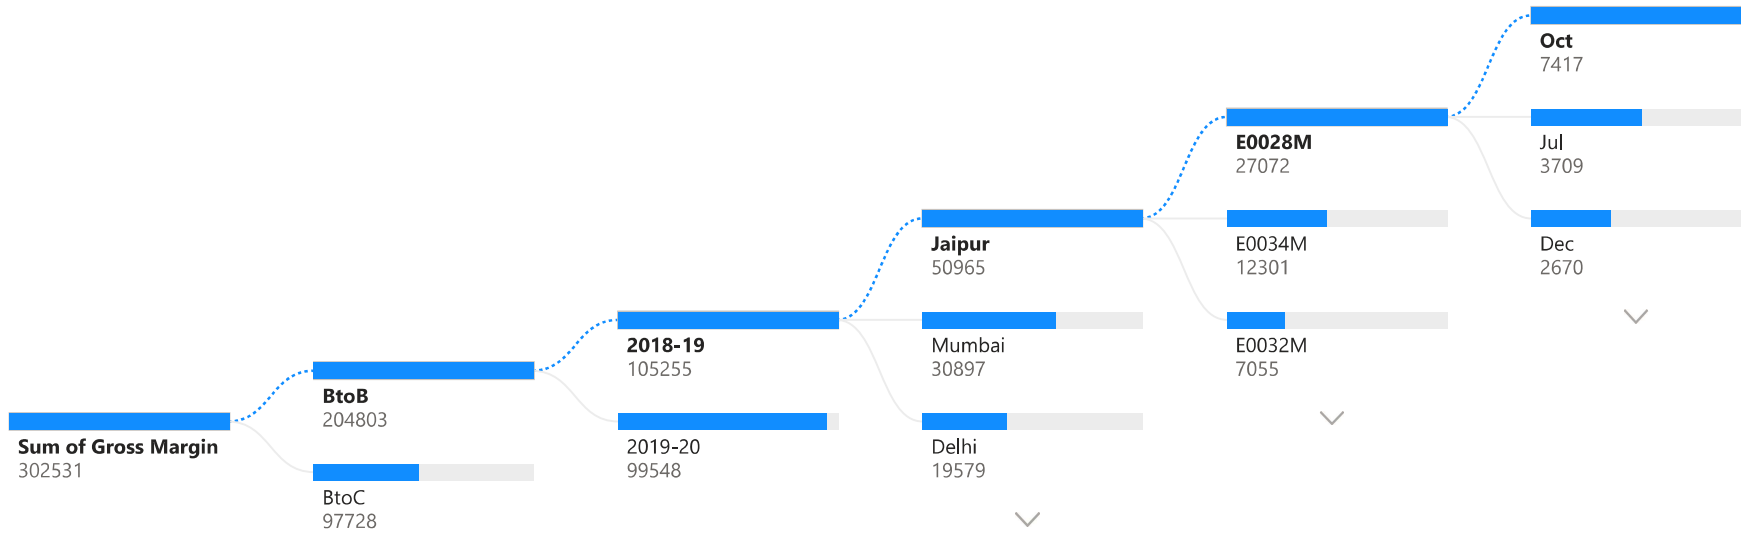 Sum of Gross Margin
302531
BtoB
204803
BtoC
97728
2018-19
105255
2019-20
99548
Jaipur
50965
Mumbai
30897
Delhi
19579
E0028M
27072
E0034M
12301
E0032M
7055
Oct
7417
Jul
3709
Dec
2670